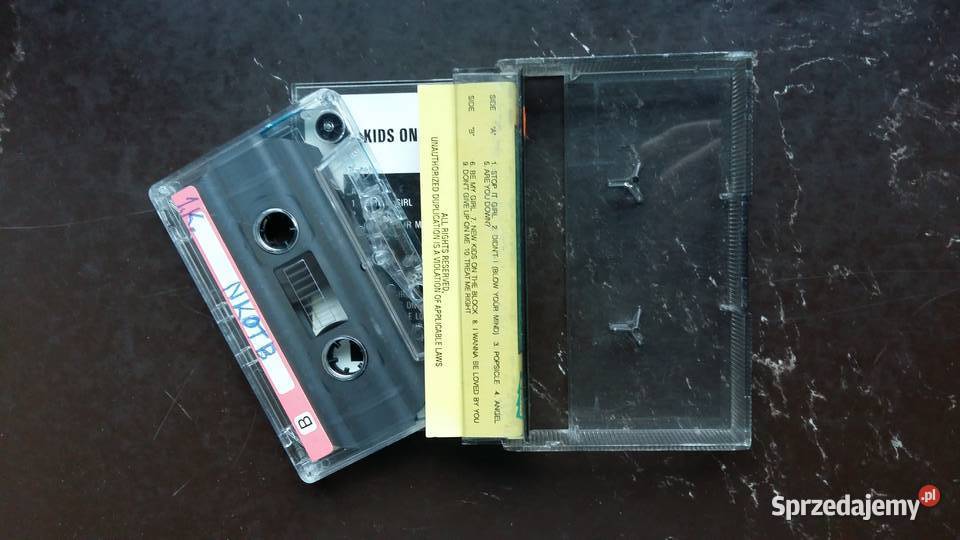 1.K.
NKOTB
B
KIDS ON
GIRL
SIDE "A" 1. STOP IT GIRL 2. DIDN'T I (BLOW YOUR MIND) 3. POPSICLE 4. ANGEL
5. ARE YOU DOWN?
SIDE "B" 6. BE MY GIRL 7. NEW KIDS ON THE BLOCK 8. I WANNA BE LOVED BY YOU
9. DON'T GIVE UP ON ME 10. TREAT ME RIGHT
ALL RIGHTS RESERVED.
UNAUTHORIZED DUPLICATION IS A VIOLATION OF APPLICABLE LAWS
Sprzedajemy.pl